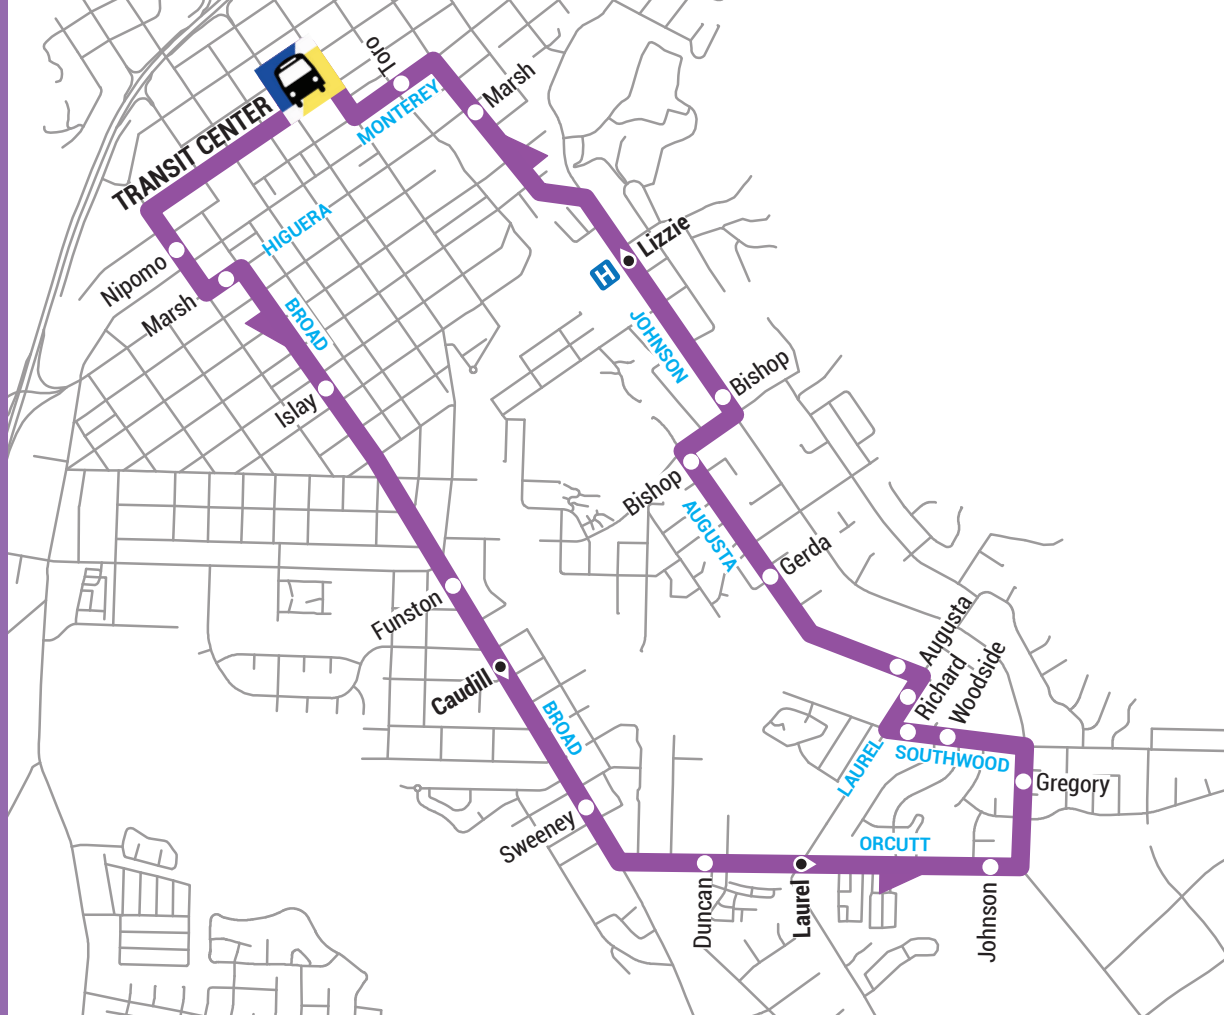 Toro
Marsh
MONTEREY
TRANSIT CENTER
HIGUERA
Lizzie
H
Nipomo
Marsh
BROAD
JOHNSON
Bishop
Islay
Bishop
AUGUSTA
Gerda
Funston
Augusta
Richard
Woodside
Caudill
BROAD
LAUREL
SOUTHWOOD
Gregory
Sweeney
ORCUTT
Duncan
Laurel
Johnson